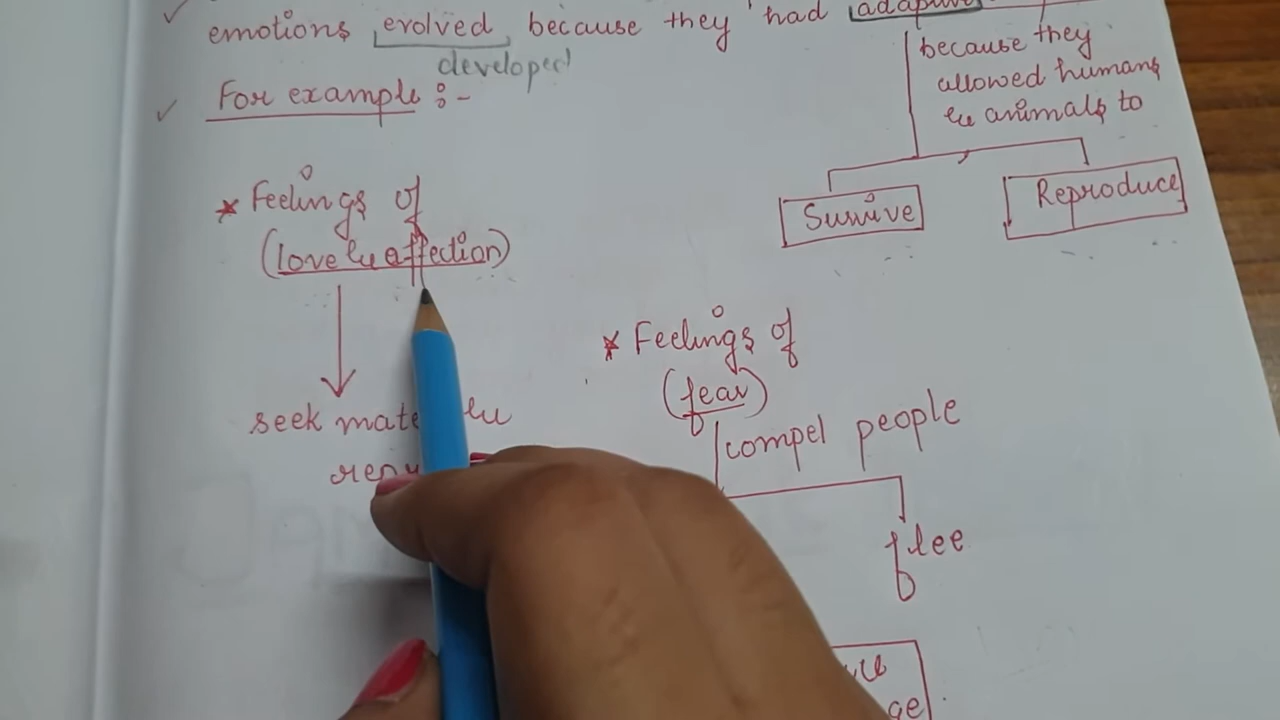 emotions evolved because they had adaptive
developed
because they
allowed humans
& animals to
Survive
Reproduce
For example :-
* Feelings of
(love & affection)
seek mate &
* Feelings of
(fear)
compel people
flee